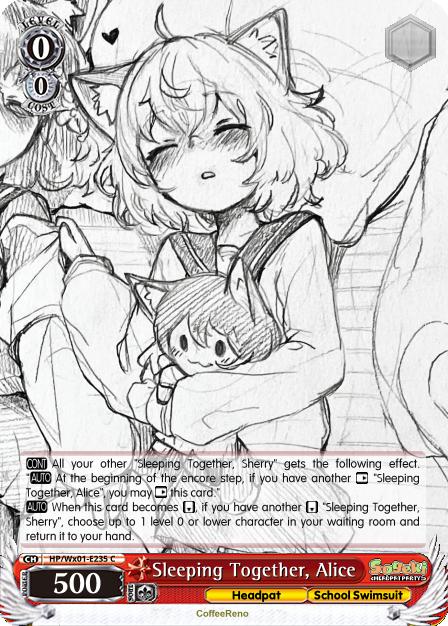 LEVEL
0
0
COST
CONT All your other "Sleeping Together, Sherry" gets the following effect.
"AUTO At the beginning of the encore step, if you have another "Sleeping
Together, Alice", you may this card."
AUTO When this card becomes, if you have another "Sleeping Together,
Sherry", choose up to 1 level 0 or lower character in your waiting room and
return it to your hand.
CH HP/Wx01-E235 C
POWER 500 SOUL Sleeping Together, Alice
HEADPATPARTY
Headpat School Swimsuit
CoffeeReno